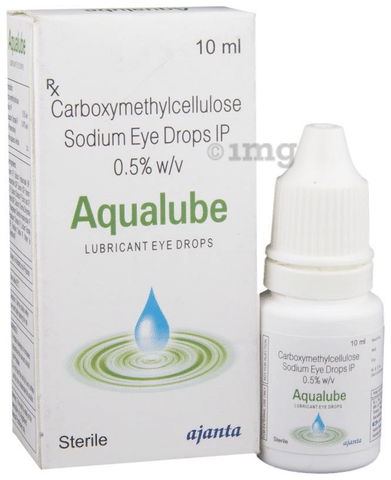 10 ml
Rx
Carboxymethylcellulose
Sodium Eye Drops IP
0.5% w/v
Aqualube
LUBRICANT EYE DROPS
Sterile
ajanta
©1mg
10 ml
Carboxymethylcellulose
Sodium Eye Drops IP
0.5% w/v
Aqualube
LUBRICANT EYE DROPS
Sterile
ajanta